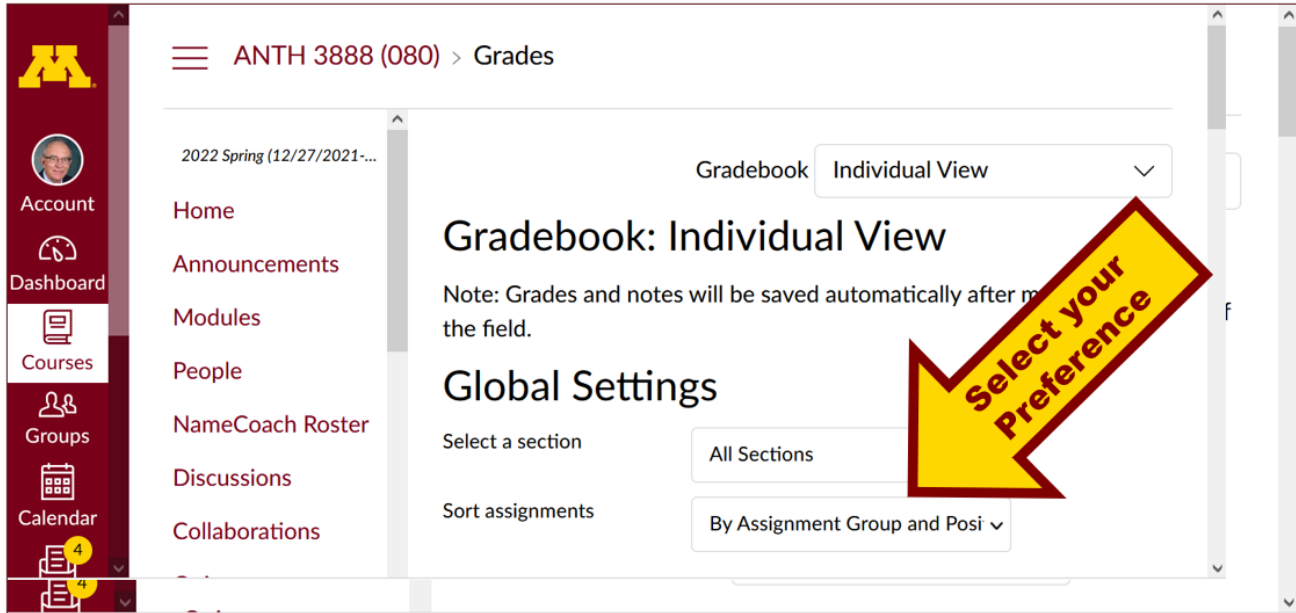 M
ANTH 3888 (080) > Grades
2022 Spring (12/27/2021-...
Account
Dashboard
Courses
Groups
Calendar
4
4
Home
Announcements
Modules
People
NameCoach Roster
Discussions
Collaborations
Gradebook Individual View
Gradebook: Individual View
Note: Grades and notes will be saved automatically after
the field.
Global Settings
Select a section All Sections
Sort assignments By Assignment Group and Posi
Select your
Preference
f